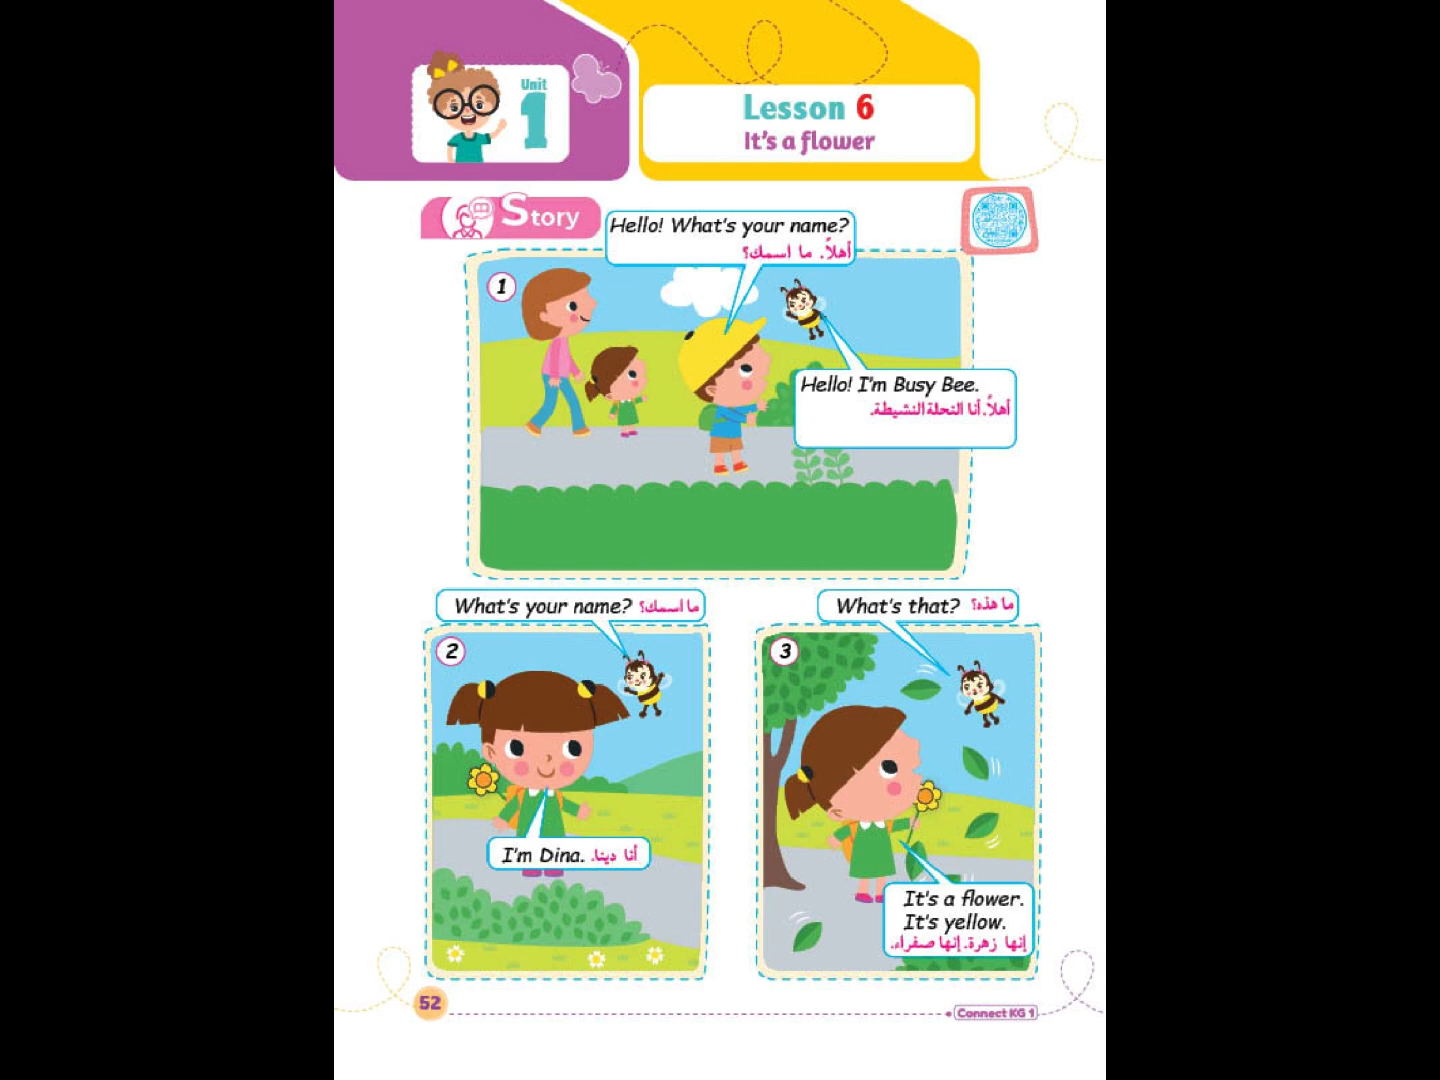 Unit
1
Lesson 6
It's a flower
Story
Hello! What's your name?
أهلاً. ما اسمك؟
1
Hello! I'm Busy Bee.
أهلاً. أنا النحلة النشيطة.
What's your name? ما اسمك؟
2
I'm Dina. أنا دينا.
What's that? ما هذه؟
3
It's a flower.
It's yellow.
إنها زهرة. إنها صفراء.
52
Connect KG 1